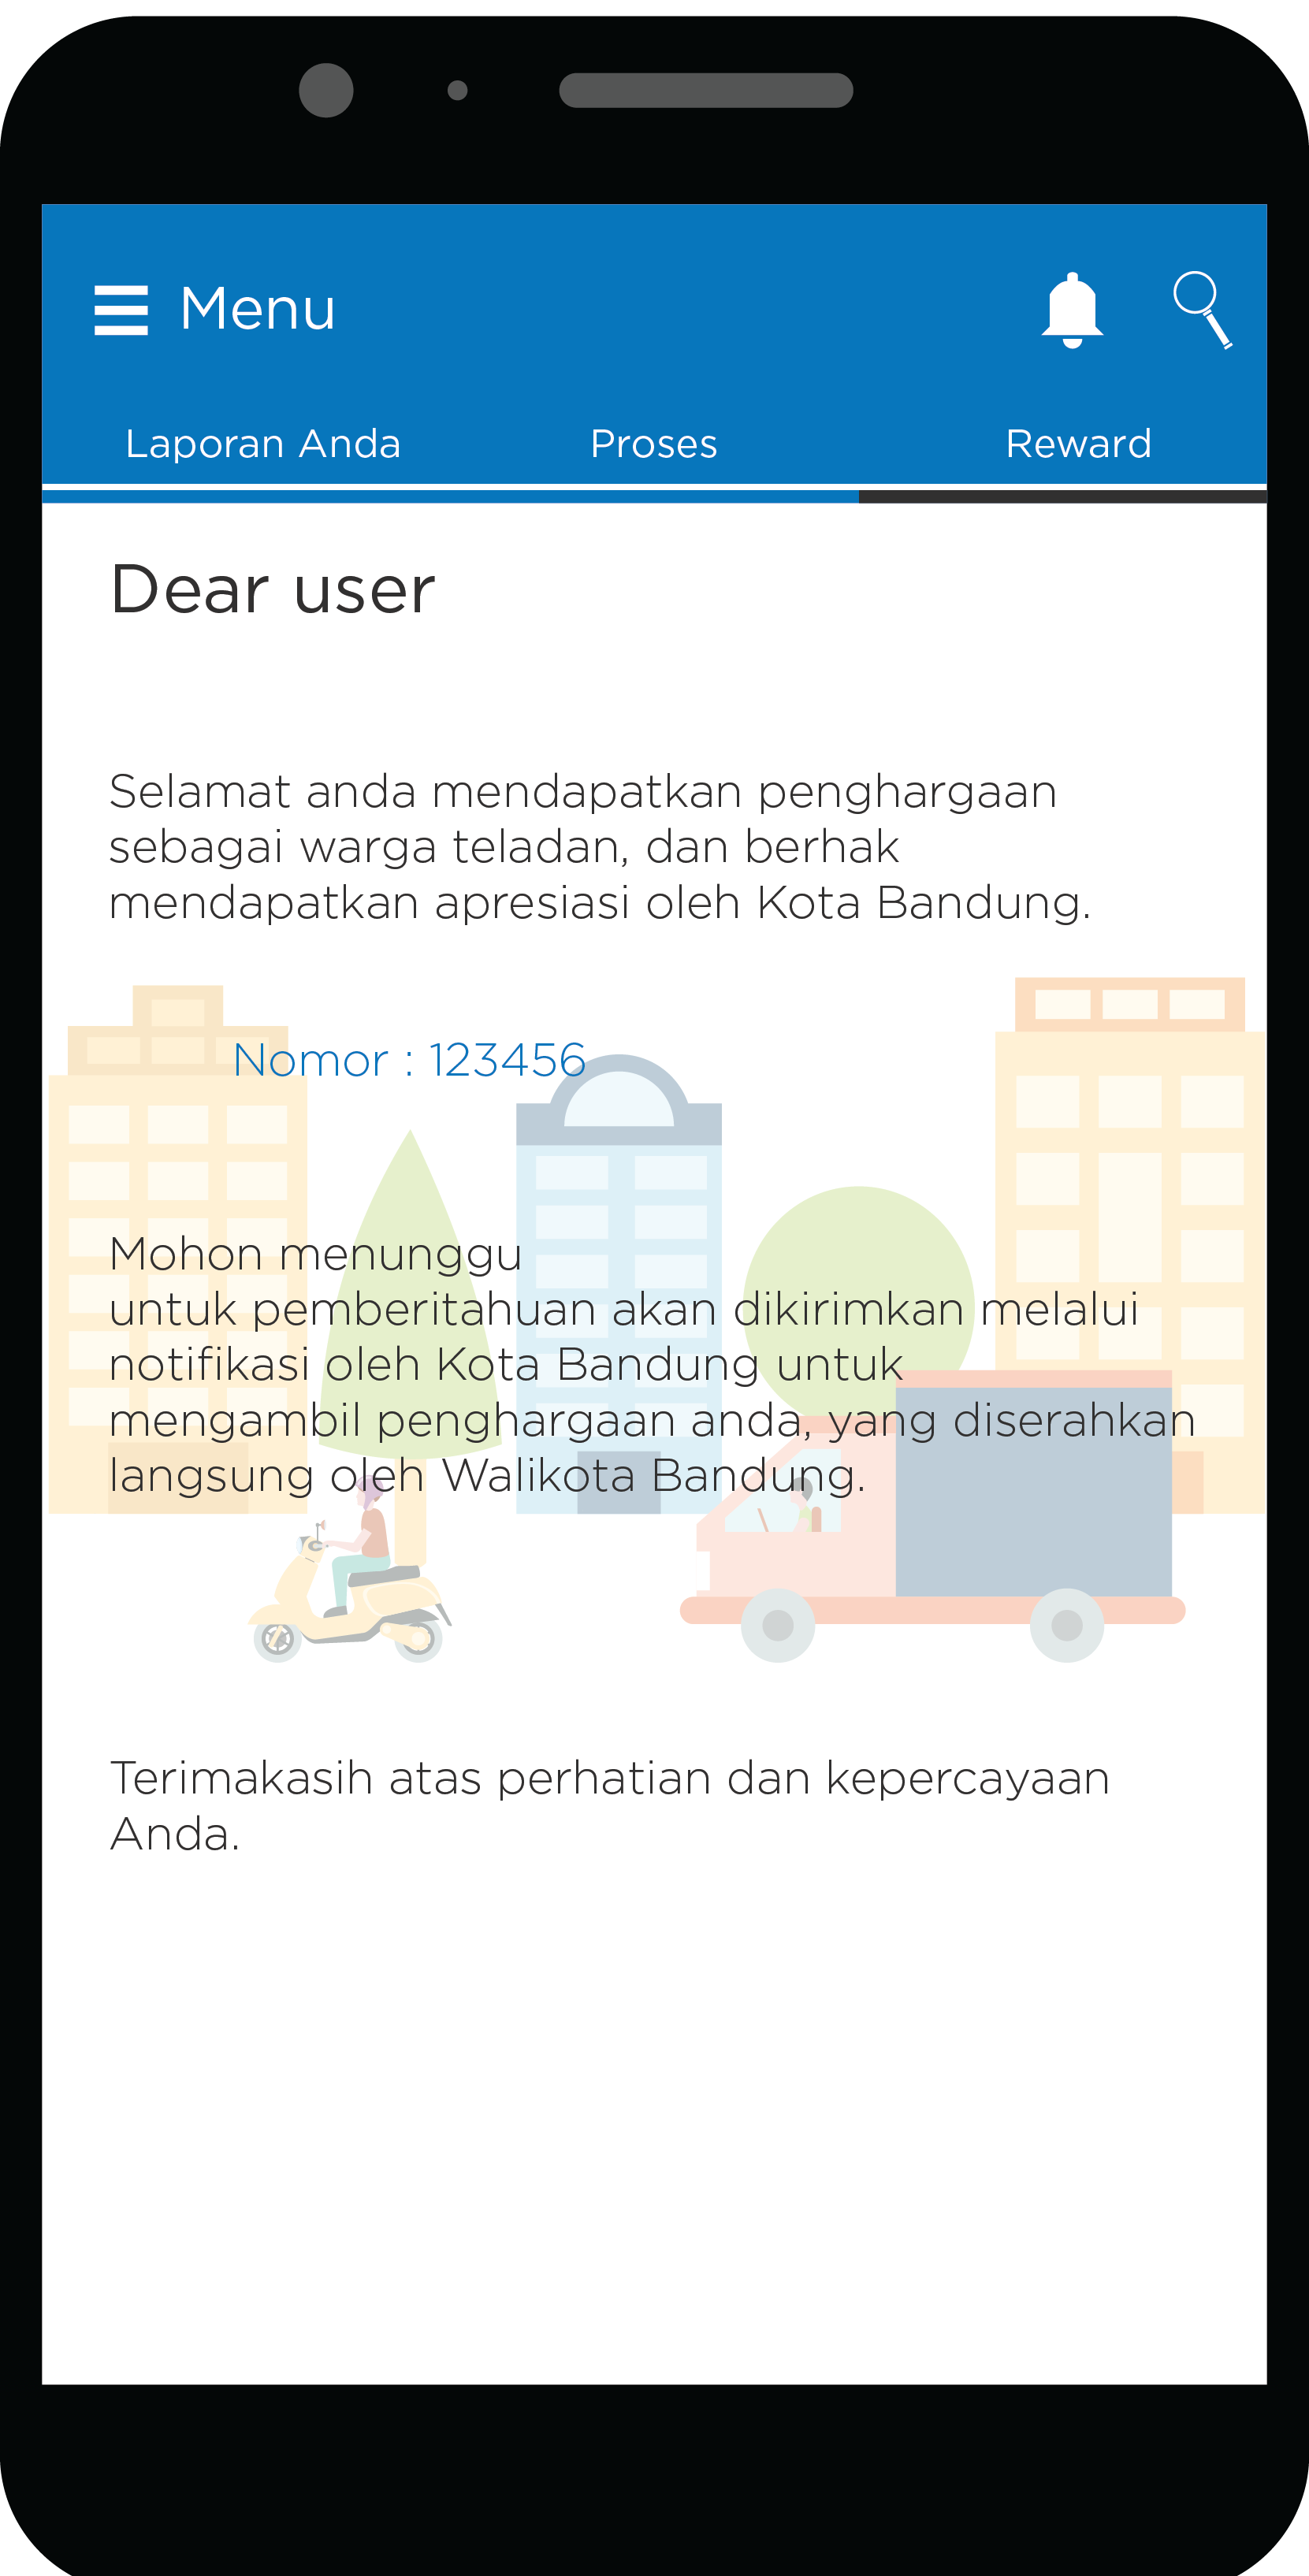 Menu
Laporan Anda Proses Reward
Dear user
Selamat anda mendapatkan penghargaan
sebagai warga teladan, dan berhak
mendapatkan apresiasi oleh Kota Bandung.
Nomor : 123456
Mohon menunggu
untuk pemberitahuan akan dikirimkan melalui
notifikasi oleh Kota Bandung untuk
mengambil penghargaan anda, yang diserahkan
langsung oleh Walikota Bandung.
Terimakasih atas perhatian dan kepercayaan
Anda.